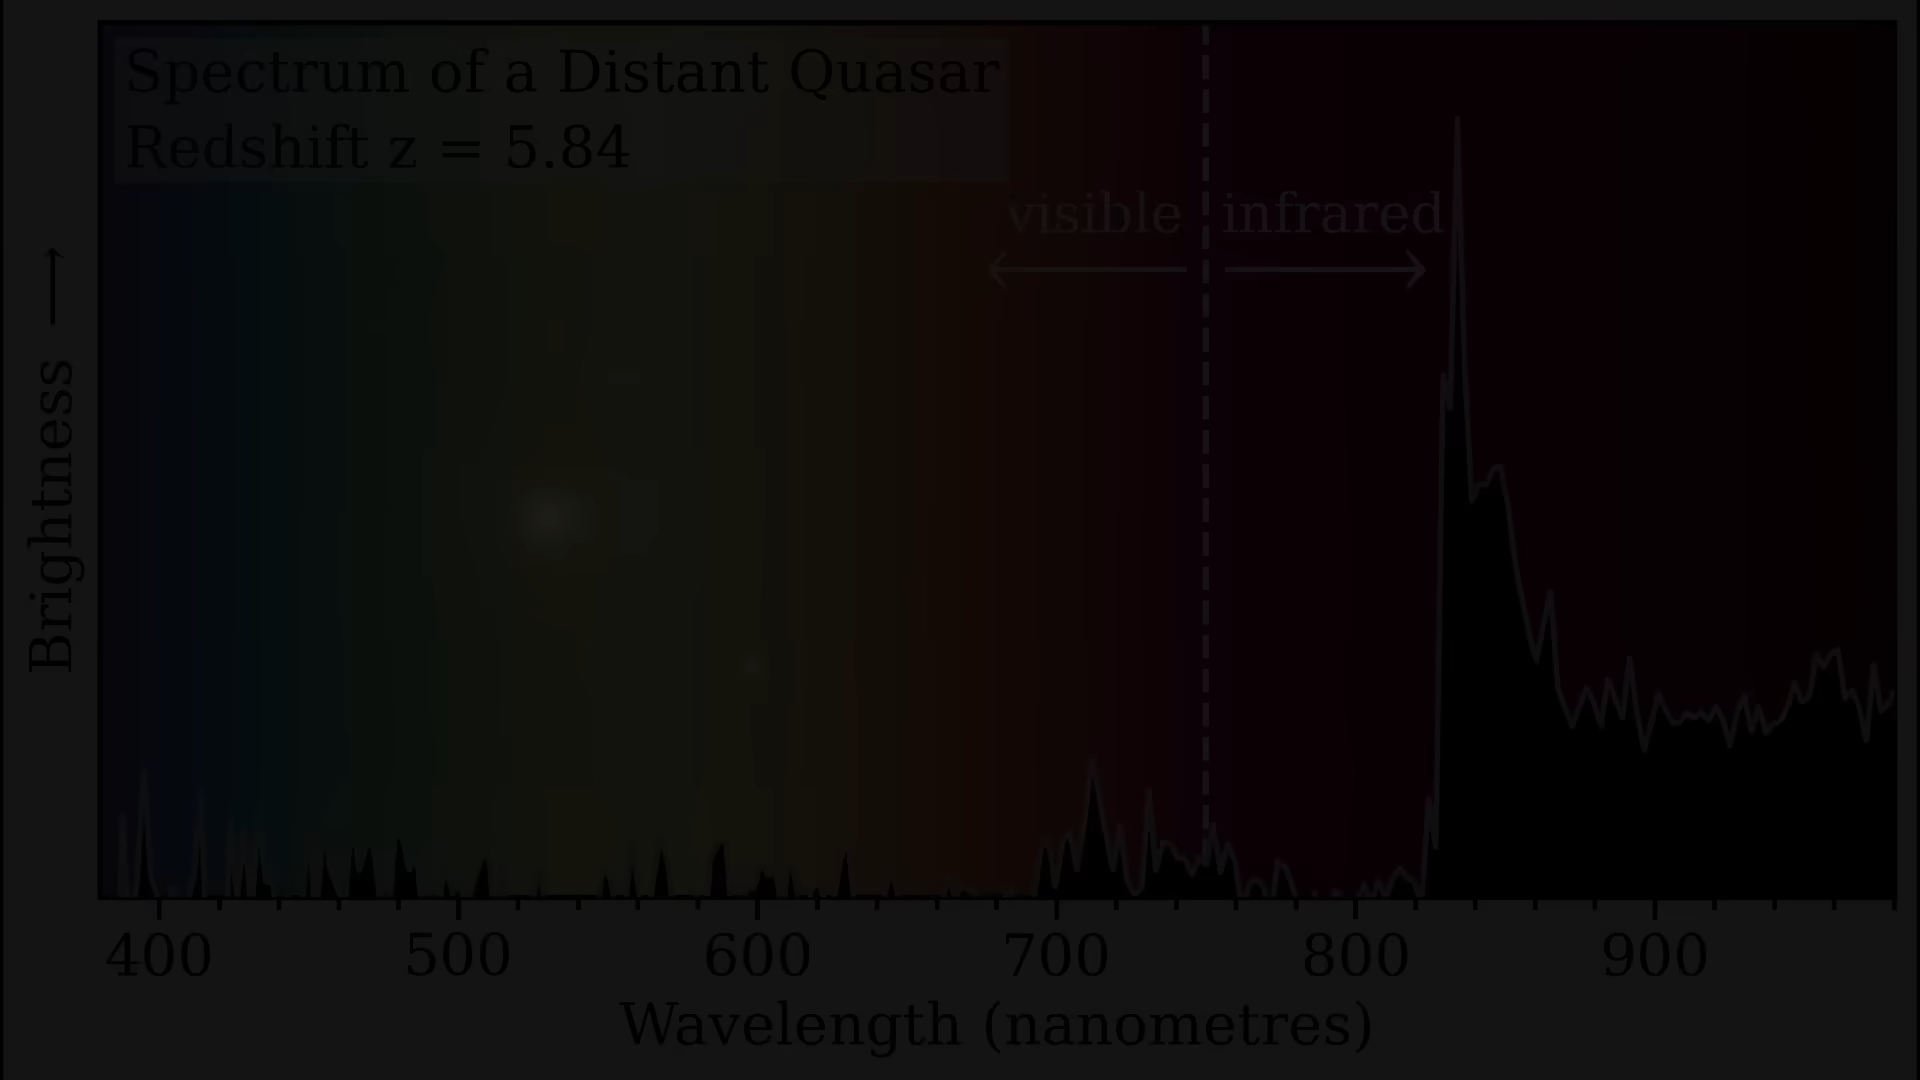 Spectrum of a Distant Quasar
Redshift z = 5.84
visible infrared
Brightness →
400 500 600 700 800 900
Wavelength (nanometres)